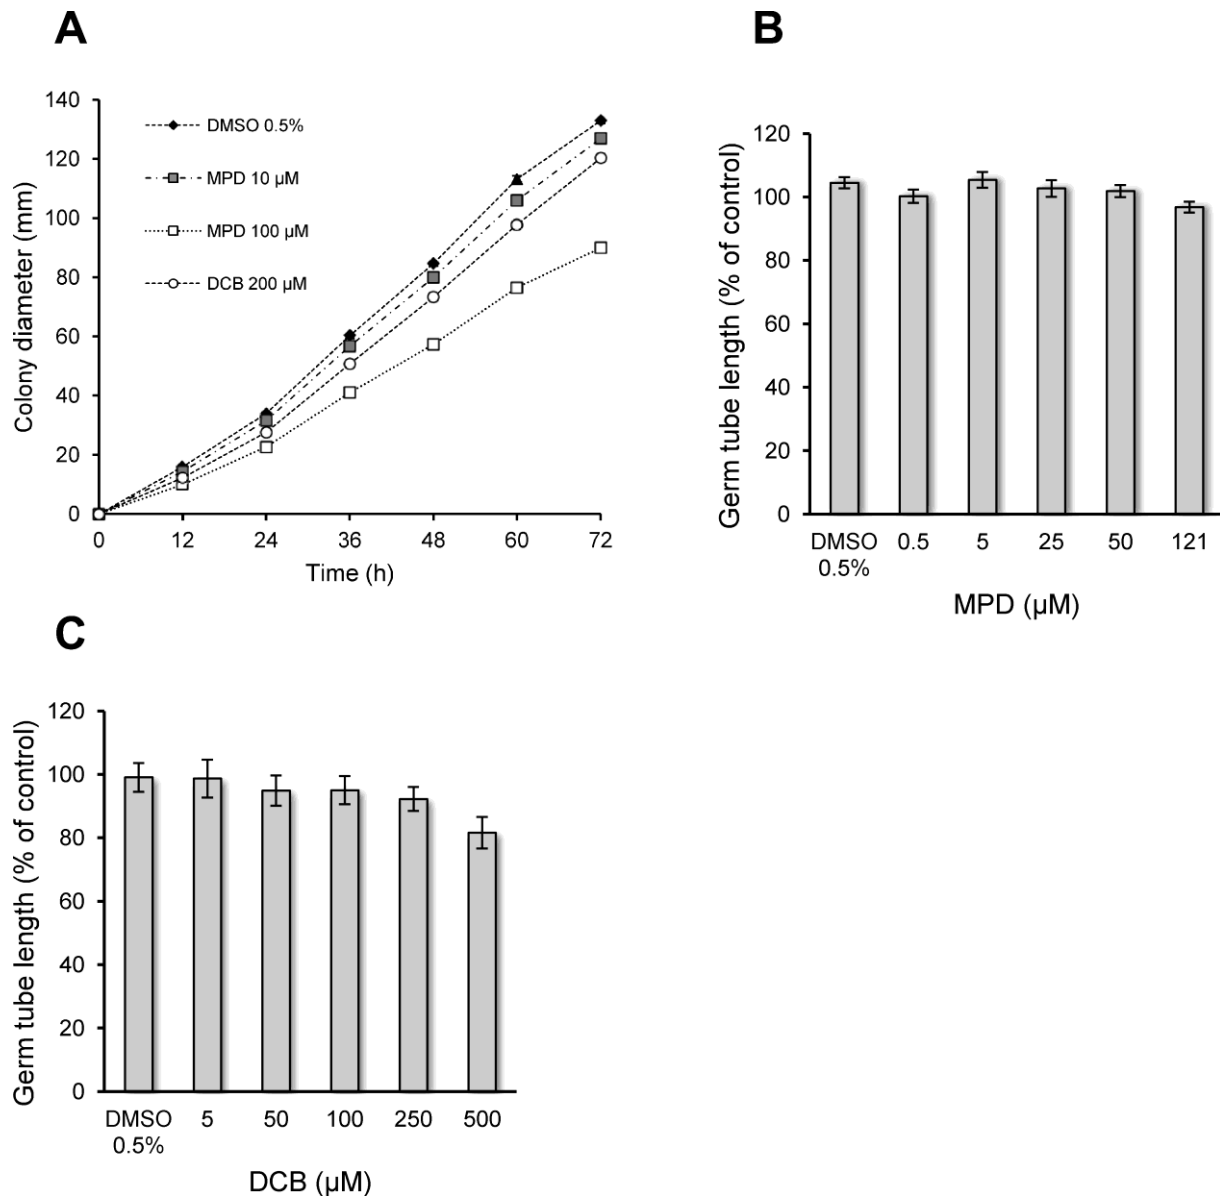 A
Colony diameter (mm)
140
120
100
80
60
40
20
0
DMSO 0.5%
MPD 10 µM
MPD 100 µM
DCB 200 µM
0 12 24 36 48 60 72
Time (h)
B
Germ tube length (% of control)
120
100
80
60
40
20
0
DMSO 0.5 5 25 50 121
0.5%
MPD (µM)
C
Germ tube length (% of control)
120
100
80
60
40
20
0
DMSO 5 50 100 250 500
0.5%
DCB (µM)